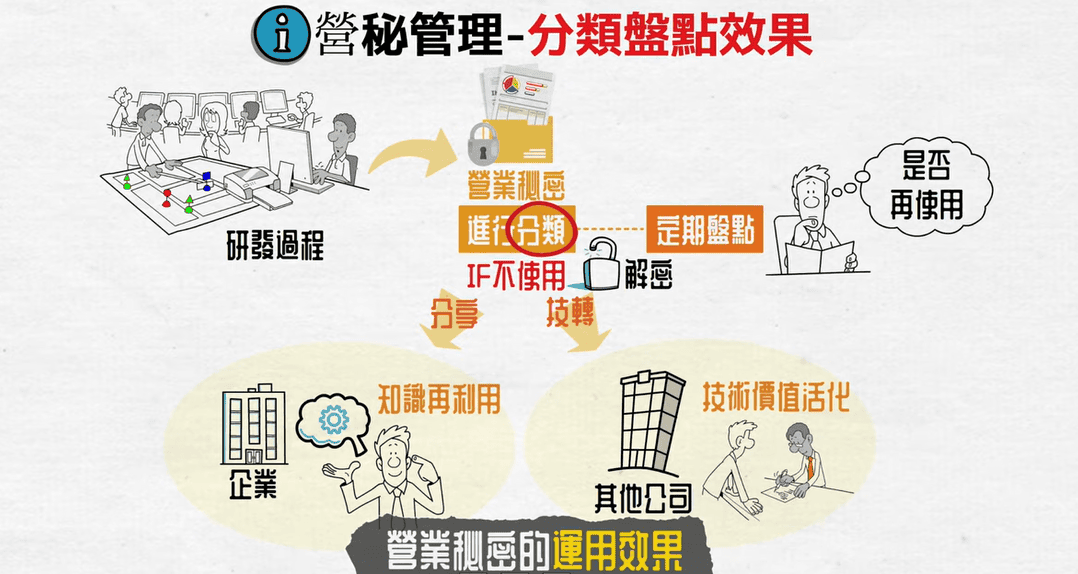 i 營秘管理-分類盤點效果
營業秘密
是否
再使用
進行分類
定期盤點
研發過程
IF不使用
解密
分享
技轉
知識再利用
技術價值活化
企業
其他公司
營業秘密的運用效果